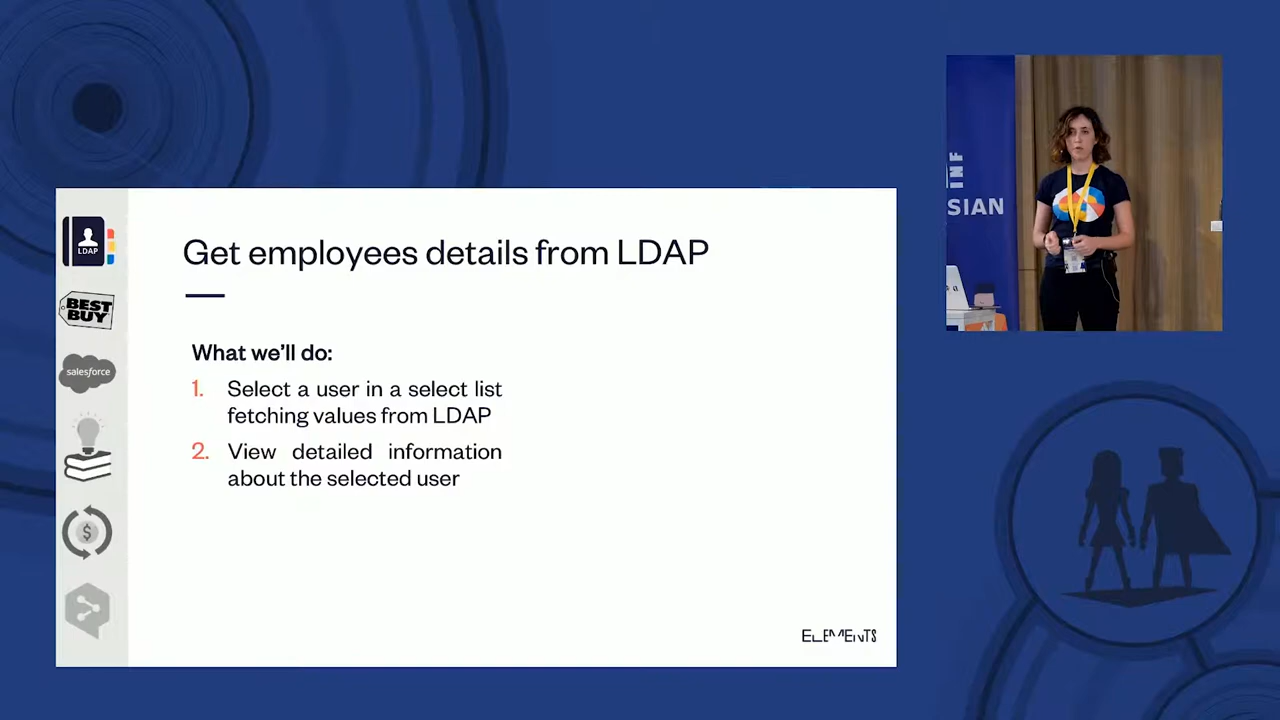 LDAP
BEST
BUY
salesforce
$
Get employees details from LDAP
What we'll do:
1. Select a user in a select list
fetching values from LDAP
2. View detailed information
about the selected user
ELEMENTS
INF
SIAN